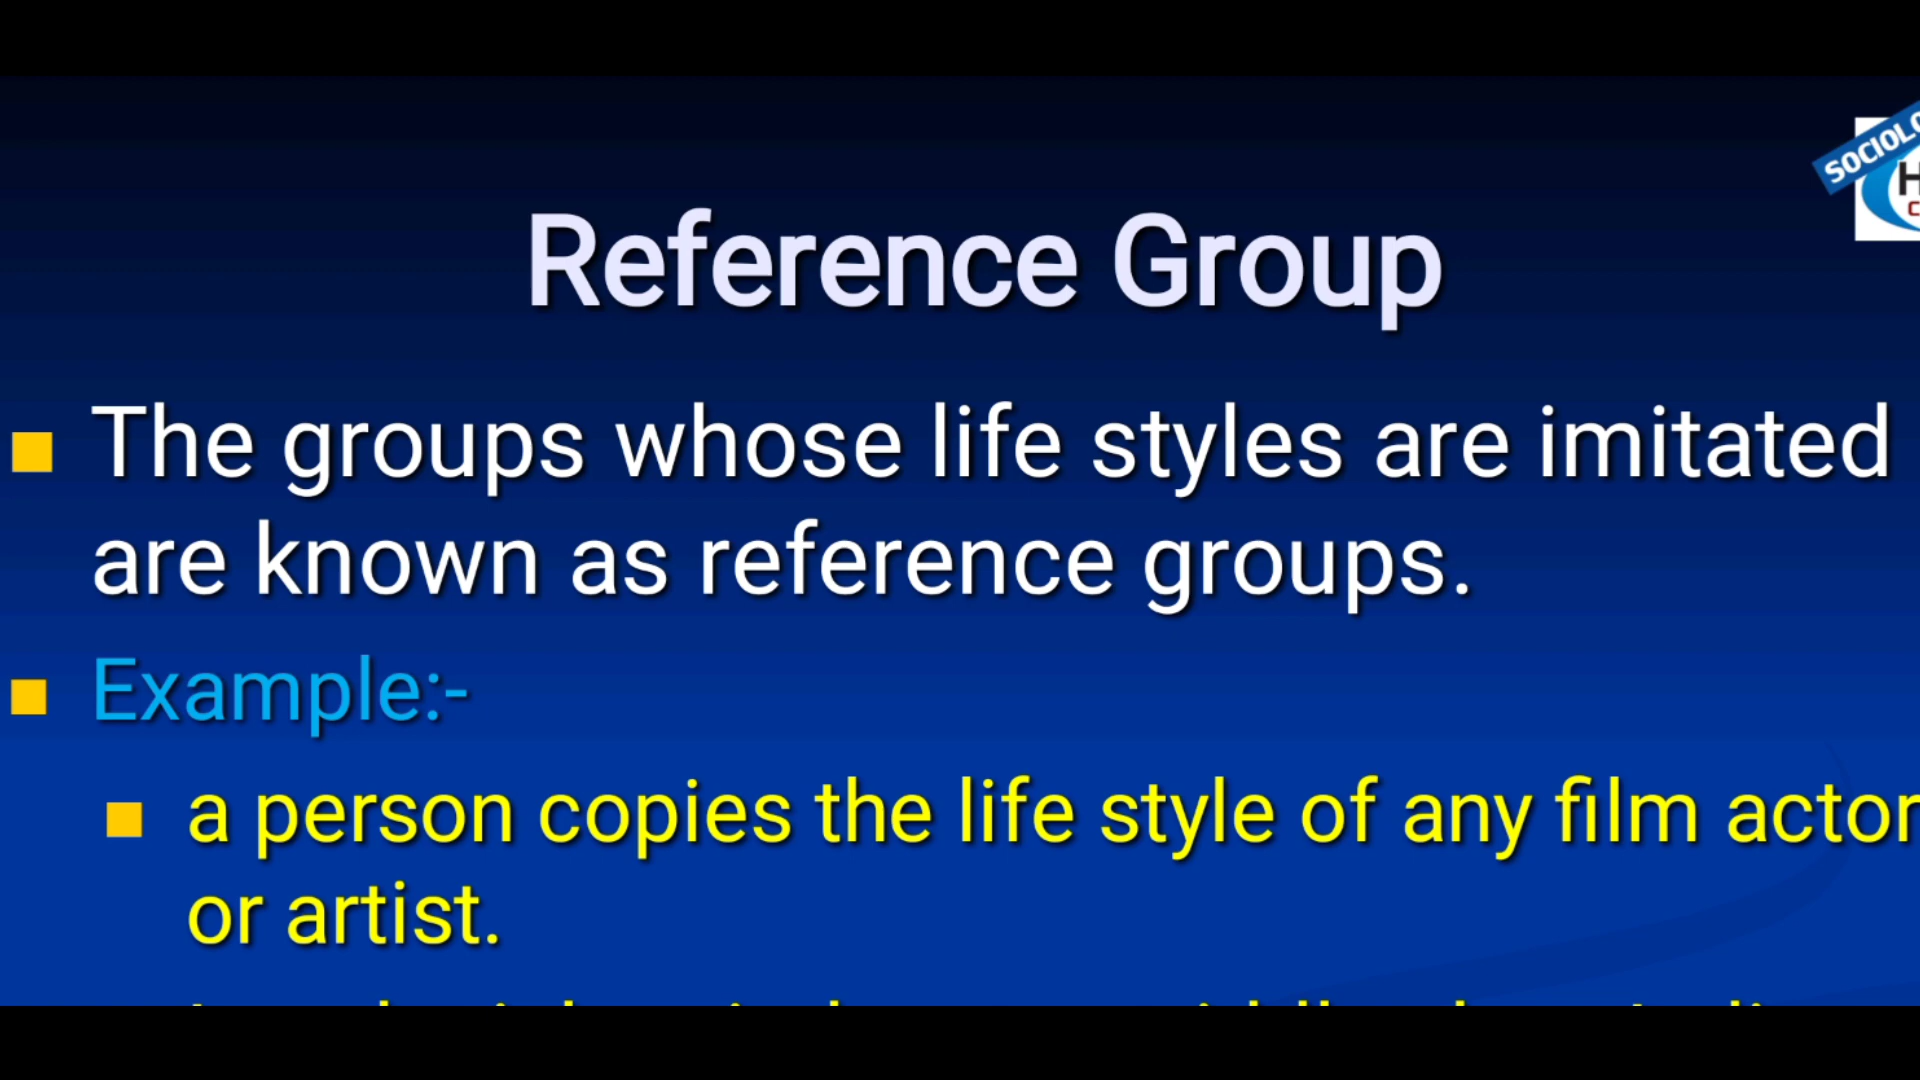 Reference Group
The groups whose life styles are imitated
are known as reference groups.
Example:-
a person copies the life style of any film actor
or artist.